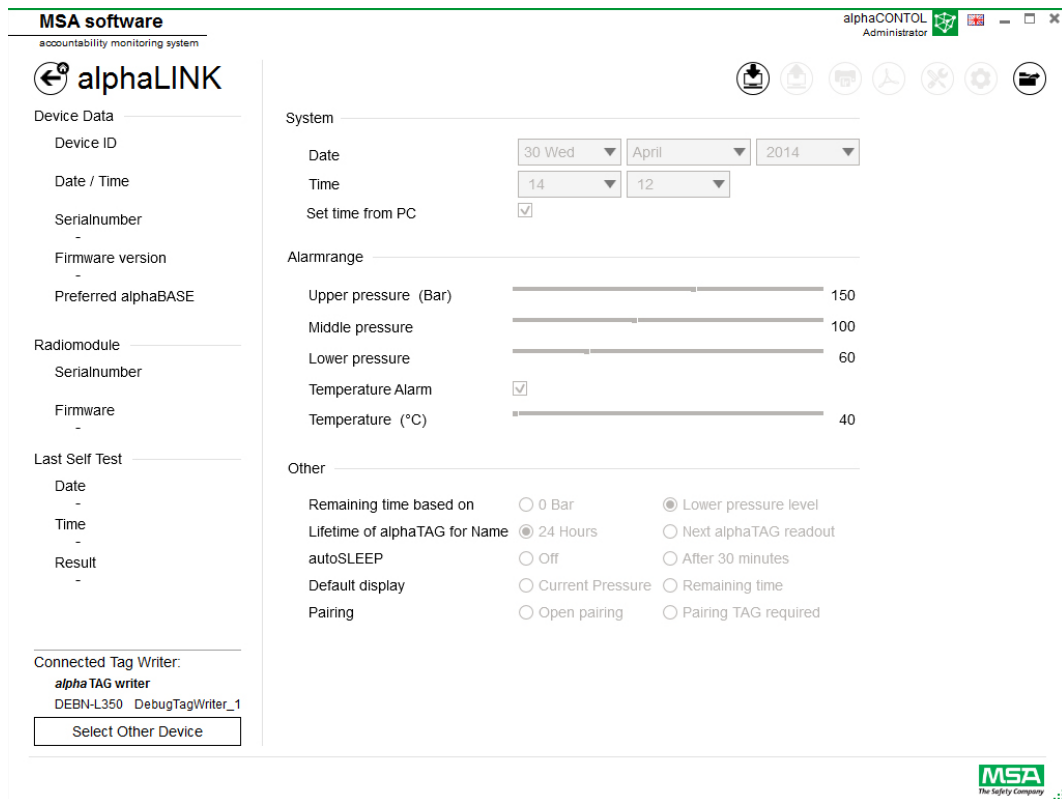 MSA software
accountability monitoring system
alphaCONTOL
Administrator
alphaLINK
Device Data
Device ID
Date / Time
Serialnumber
-
Firmware version
-
Preferred alphaBASE
Radiomodule
Serialnumber
Firmware
-
Last Self Test
Date
-
Time
-
Result
-
Connected Tag Writer:
alphaTAG writer
DEBN-L350 DebugTagWriter_1
Select Other Device
System
Date 30 Wed April 2014
Time 14 12
Set time from PC
Alarmrange
Upper pressure (Bar) 150
Middle pressure 100
Lower pressure 60
Temperature Alarm
Temperature (°C) 40
Other
Remaining time based on 0 Bar Lower pressure level
Lifetime of alphaTAG for Name 24 Hours Next alphaTAG readout
autoSLEEP Off After 30 minutes
Default display Current Pressure Remaining time
Pairing Open pairing Pairing TAG required
MSA
The Safety Company